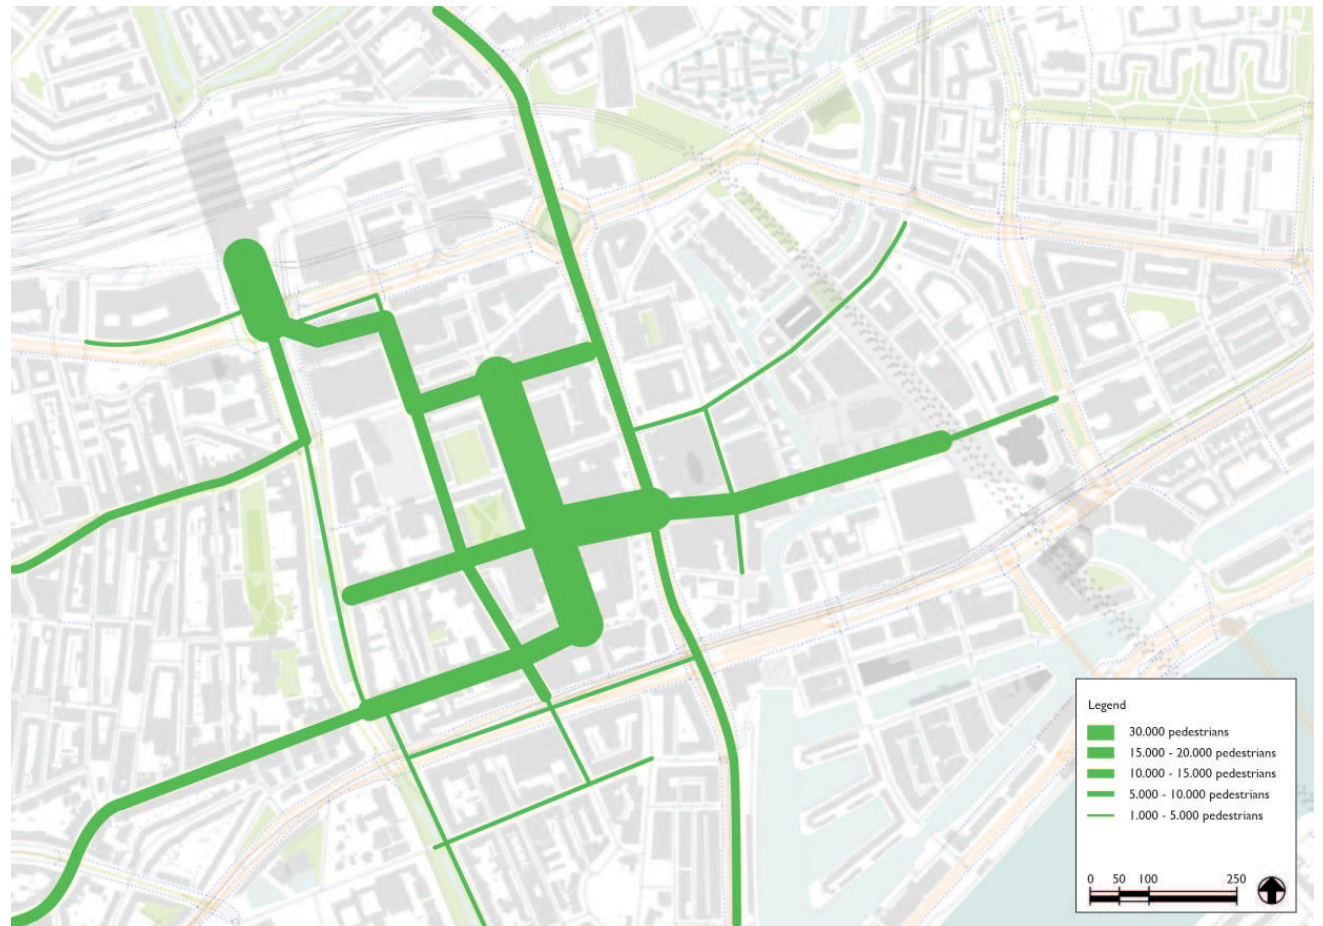 Legend
30.000 pedestrians
15.000 - 20.000 pedestrians
10.000 - 15.000 pedestrians
5.000 - 10.000 pedestrians
1.000 - 5.000 pedestrians
0 50 100 250